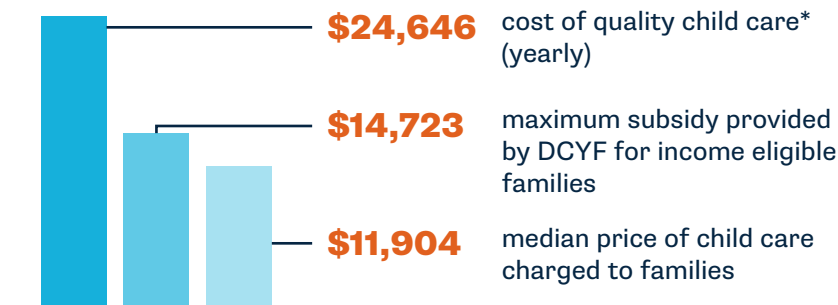 $24,646 cost of quality child care*
(yearly)
$14,723 maximum subsidy provided
by DCYF for income eligible
families
$11,904 median price of child care
charged to families